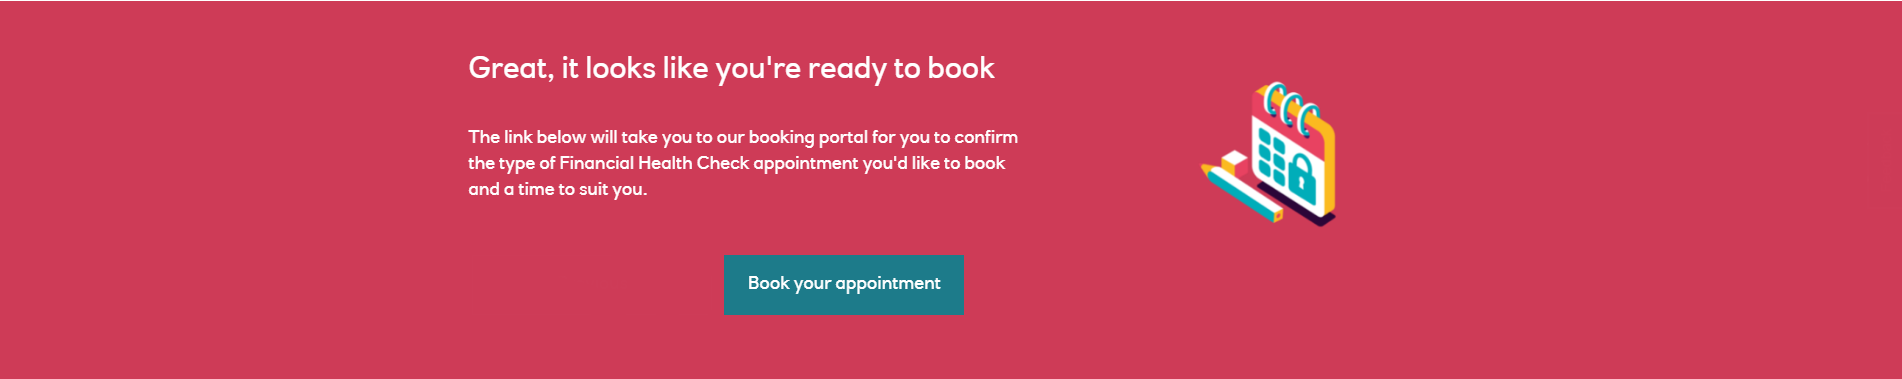 Great, it looks like you're ready to book
The link below will take you to our booking portal for you to confirm
the type of Financial Health Check appointment you'd like to book
and a time to suit you.
Book your appointment